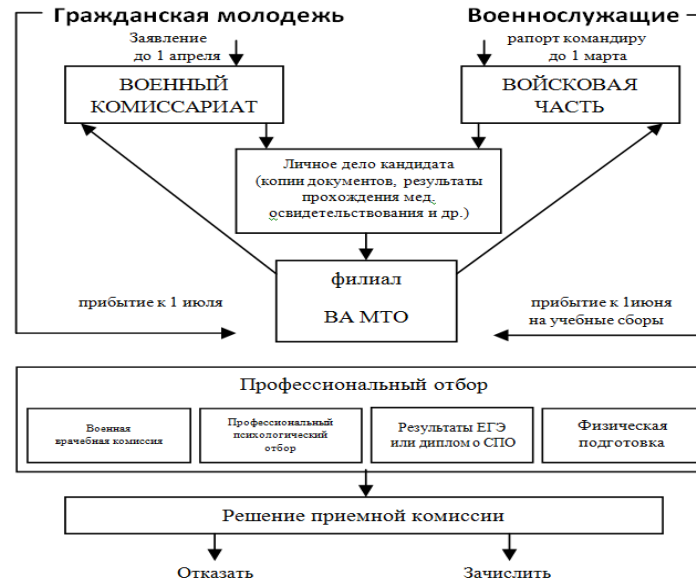 Гражданская молодежь
Военнослужащие
Заявление
до 1 апреля
рапорт командиру
до 1 марта
ВОЕННЫЙ
КОМИССАРИАТ
ВОЙСКОВАЯ
ЧАСТЬ
Личное дело кандидата
(копии документов, результаты
прохождения мед.
освидетельствования и др.)
филиал
ВА МТО
прибытие к 1 июля
прибытие к 1июня
на учебные сборы
Профессиональный отбор
Военная
врачебная комиссия
Профессиональный
психологический
отбор
Результаты ЕГЭ
или диплом о СПО
Физическая
подготовка
Решение приемной комиссии
Отказать
Зачислить